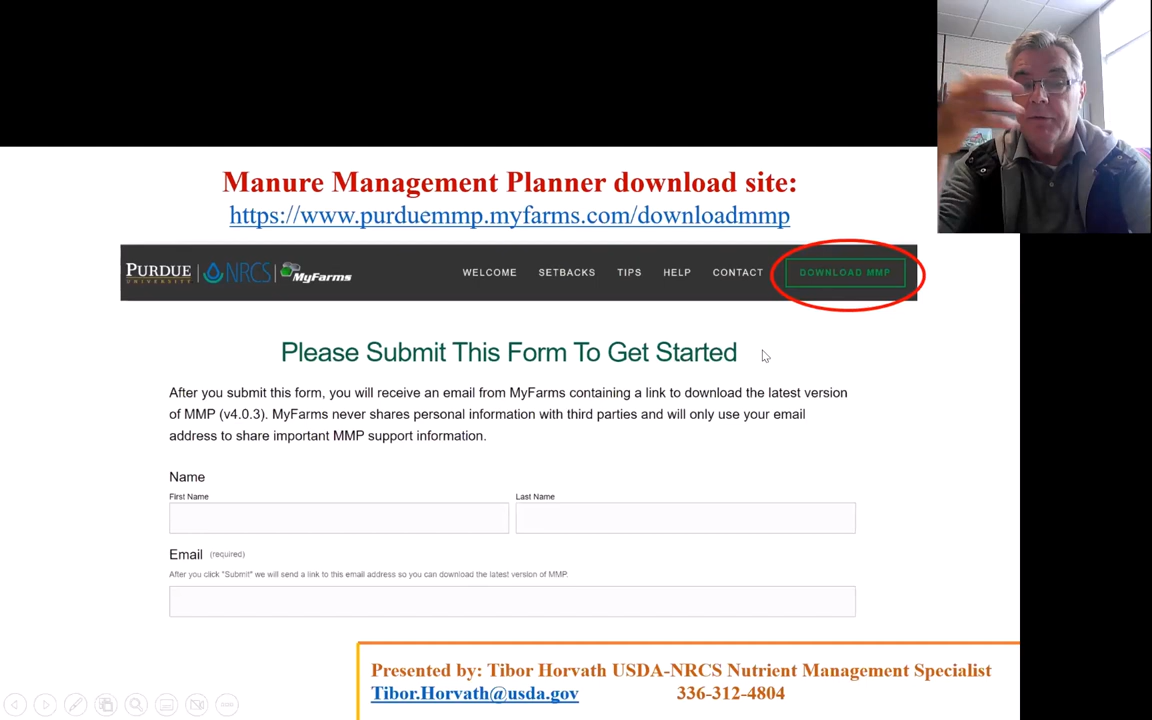 Manure Management Planner download site:
https://www.purduemmp.myfarms.com/downloadmmp
PURDUE UNIVERSITY NRCS MyFarms WELCOME SETBACKS TIPS HELP CONTACT DOWNLOAD MMP
Please Submit This Form To Get Started
After you submit this form, you will receive an email from MyFarms containing a link to download the latest version
of MMP (v4.0.3). MyFarms never shares personal information with third parties and will only use your email
address to share important MMP support information.
Name
First Name Last Name
Email (required)
After you click "Submit" we will send a link to this email address so you can download the latest version of MMP.
Presented by: Tibor Horvath USDA-NRCS Nutrient Management Specialist
Tibor.Horvath@usda.gov 336-312-4804